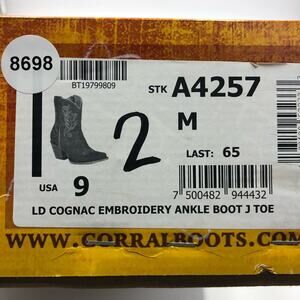 8698
BT19799809
STK A4257
M
2
LAST: 65
USA 9
7 500482 944432
LD COGNAC EMBROIDERY ANKLE BOOT J TOE
WWW.CORRALBOOTS.COM